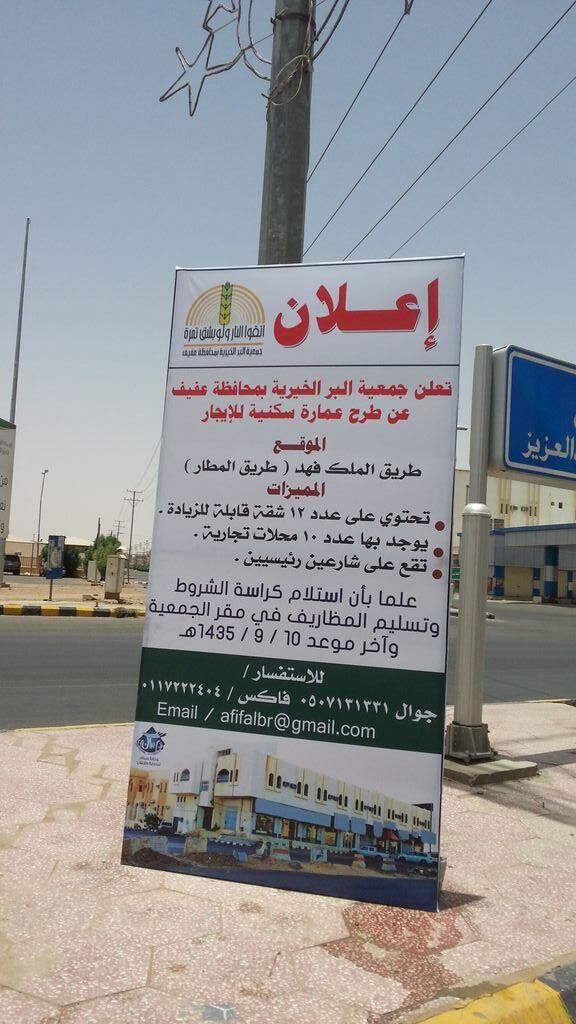 إعلان
اتقوا النار ولو بشق تمرة
جمعية البر الخيرية بمحافظة عفيف
تعلن جمعية البر الخيرية بمحافظة عفيف
عن طرح عمارة سكنية للإيجار
الموقع
طريق الملك فهد ( طريق المطار )
المميزات
تحتوي على عدد ١٢ شقة قابلة للزيادة .
يوجد بها عدد ١٠ محلات تجارية .
تقع على شارعين رئيسيين .
علما بأن استلام كراسة الشروط
وتسليم المظاريف في مقر الجمعية
وآخر موعد 10 / 9 / 1435هـ
للاستفسار /
جوال ٠٥٠٧١٣١٣٣١ فاكس / ٠١١٧٢٢٢٤٠٤
Email / afifalbr@gmail.com
العزيز